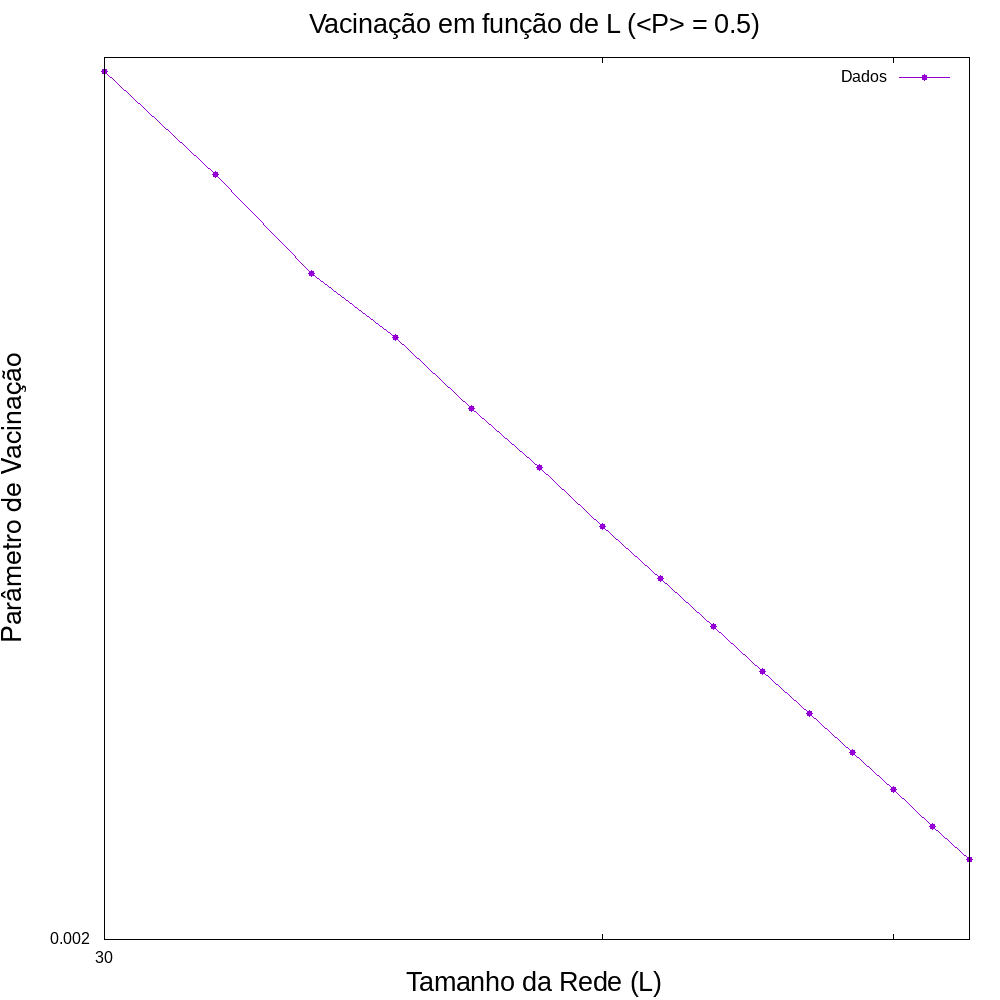 Vacinação em função de L (<P> = 0.5)
Dados
Parâmetro de Vacinação
0.002
30
Tamanho da Rede (L)